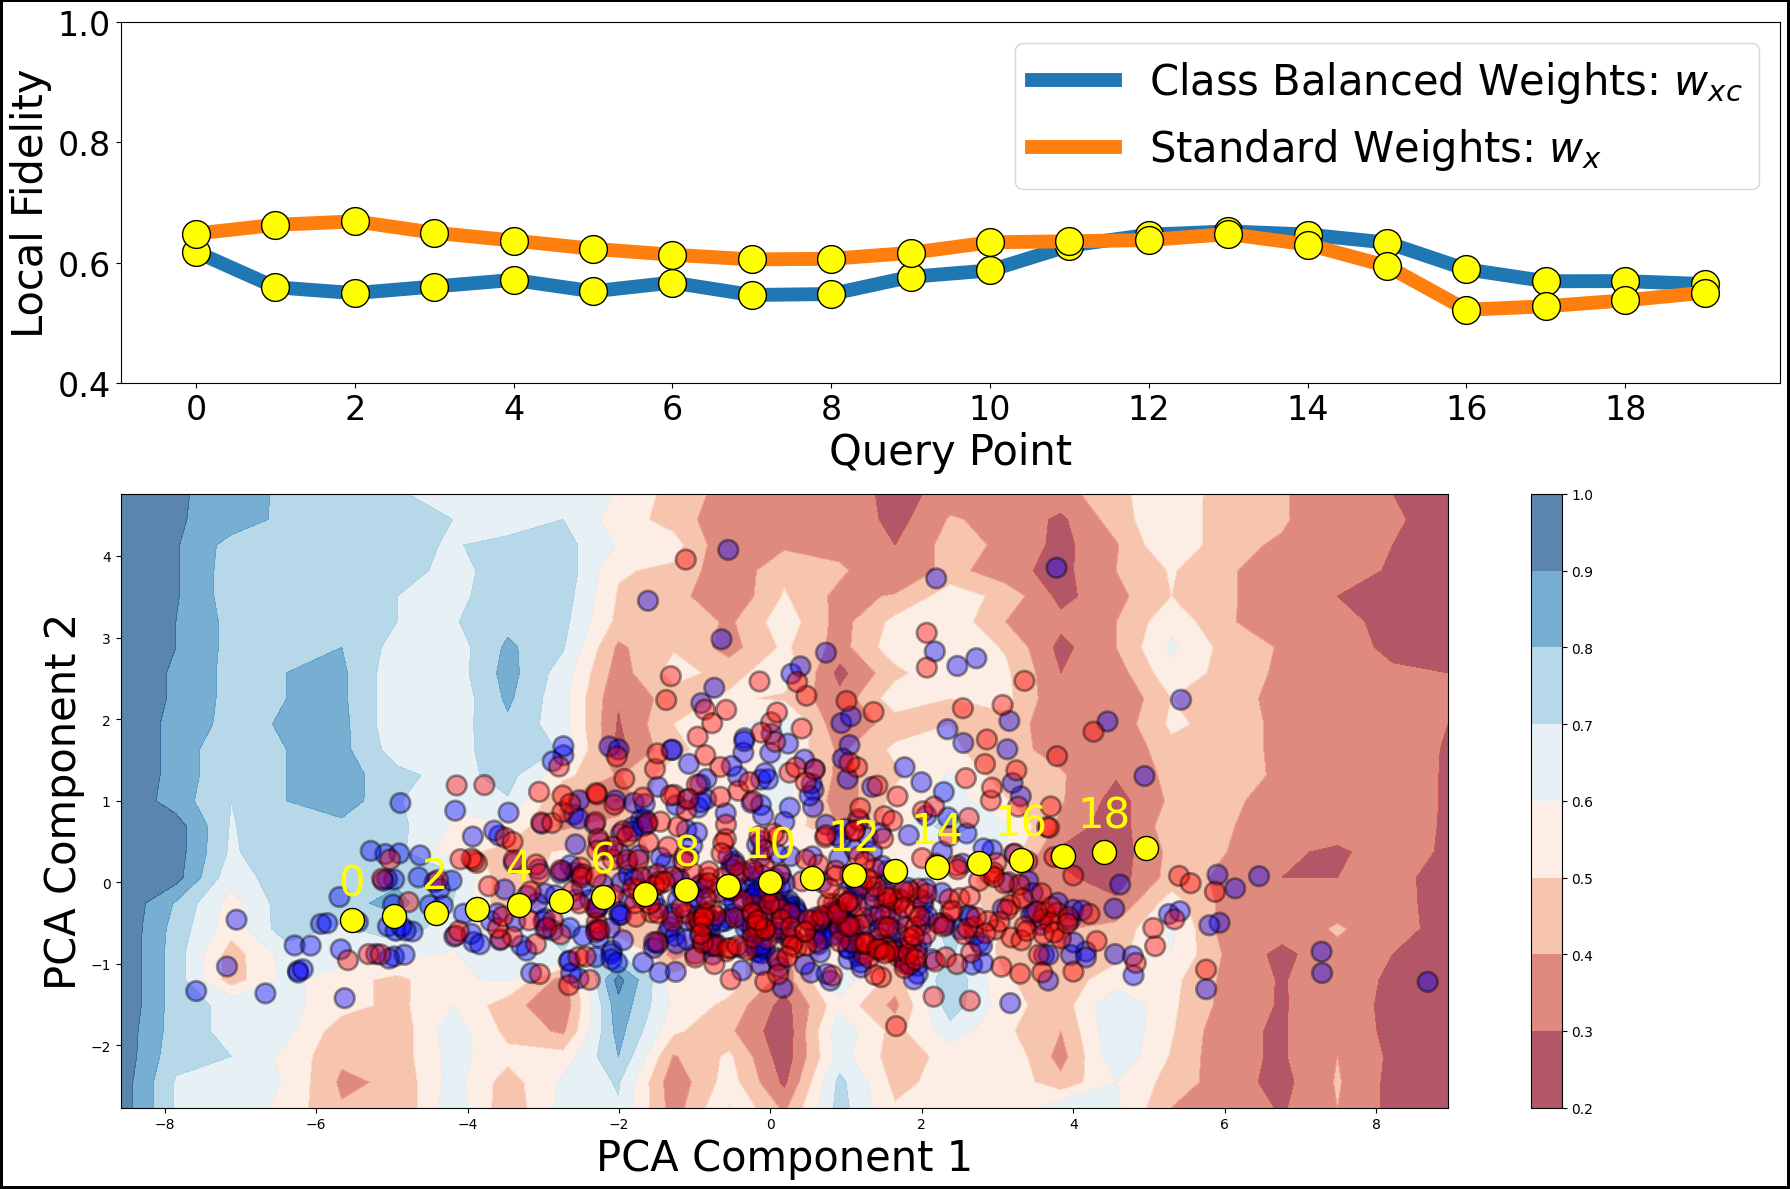 1.0
0.8
0.6
0.4
Local Fidelity
Class Balanced Weights: w_xc
Standard Weights: w_x
0 2 4 6 8 10 12 14 16 18
Query Point
4
3
2
1
0
−1
−2
PCA Component 2
0 2 4 6 8 10 12 14 16 18
−8 −6 −4 −2 0 2 4 6 8
PCA Component 1
1.0
0.9
0.8
0.7
0.6
0.5
0.4
0.3
0.2